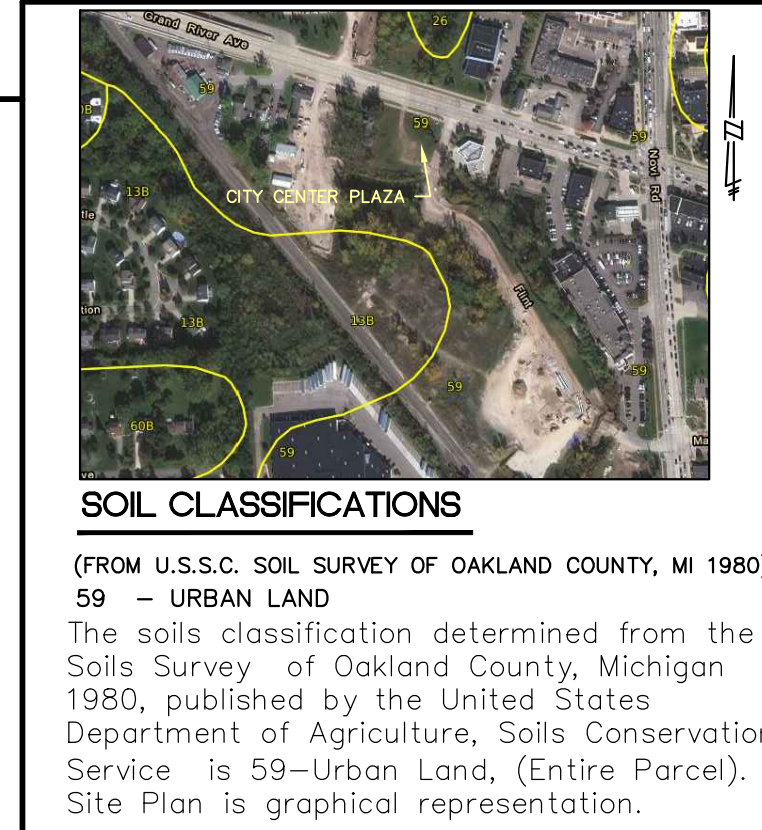 Grand River Ave
26
59
59
59
Novi Rd
13B
CITY CENTER PLAZA
Flint
13B
13B
59
59
60B
59
Ma
SOIL CLASSIFICATIONS
(FROM U.S.S.C. SOIL SURVEY OF OAKLAND COUNTY, MI 1980)
59 – URBAN LAND
The soils classification determined from the
Soils Survey of Oakland County, Michigan
1980, published by the United States
Department of Agriculture, Soils Conservation
Service is 59–Urban Land, (Entire Parcel).
Site Plan is graphical representation.